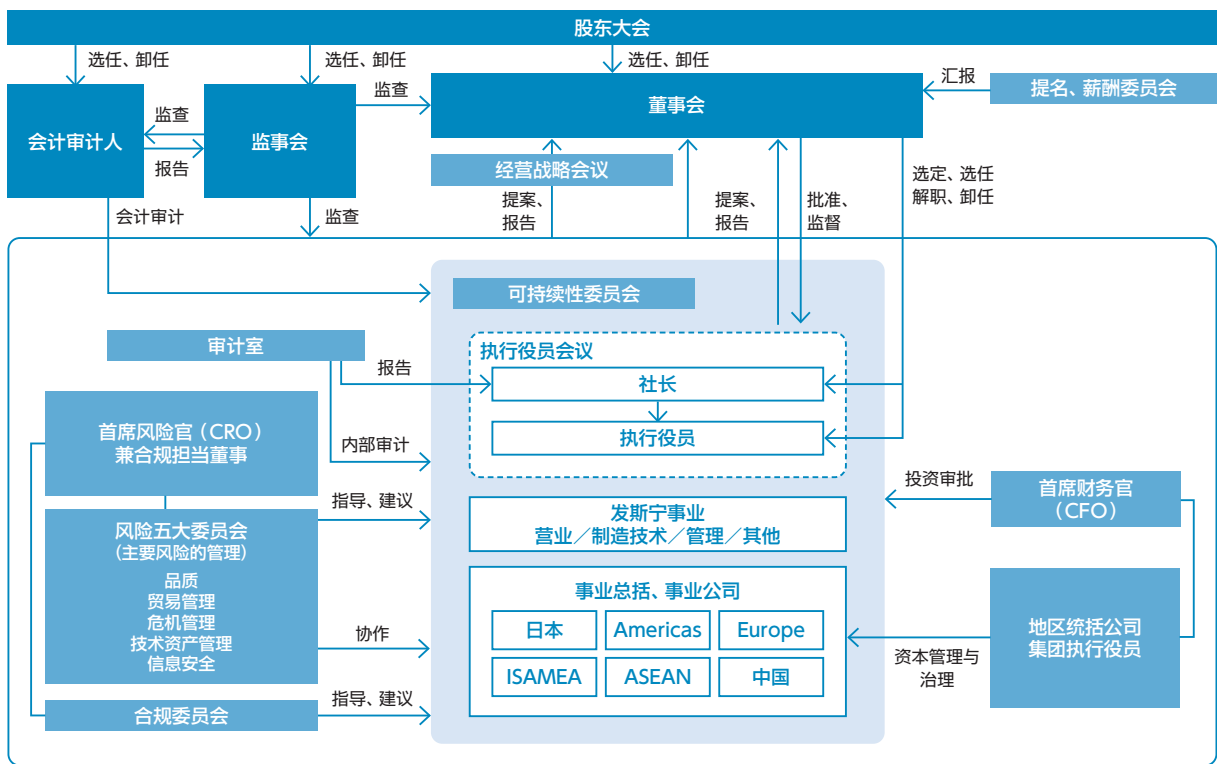 股东大会
选任、卸任
选任、卸任
选任、卸任
汇报
提名、薪酬委员会
会计审计人
监查
报告
监事会
监查
董事会
经营战略会议
选定、选任
解职、卸任
会计审计
监查
提案、
报告
提案、
报告
批准、
监督
可持续性委员会
审计室
报告
执行役员会议
社长
执行役员
首席风险官（CRO）
兼合规担当董事
内部审计
指导、建议
风险五大委员会
(主要风险的管理)
品质
贸易管理
危机管理
技术资产管理
信息安全
协作
合规委员会
指导、建议
发斯宁事业
营业／制造技术／管理／其他
事业总括、事业公司
日本
Americas
Europe
ISAMEA
ASEAN
中国
投资审批
首席财务官
（CFO）
资本管理与
治理
地区统括公司
集团执行役员